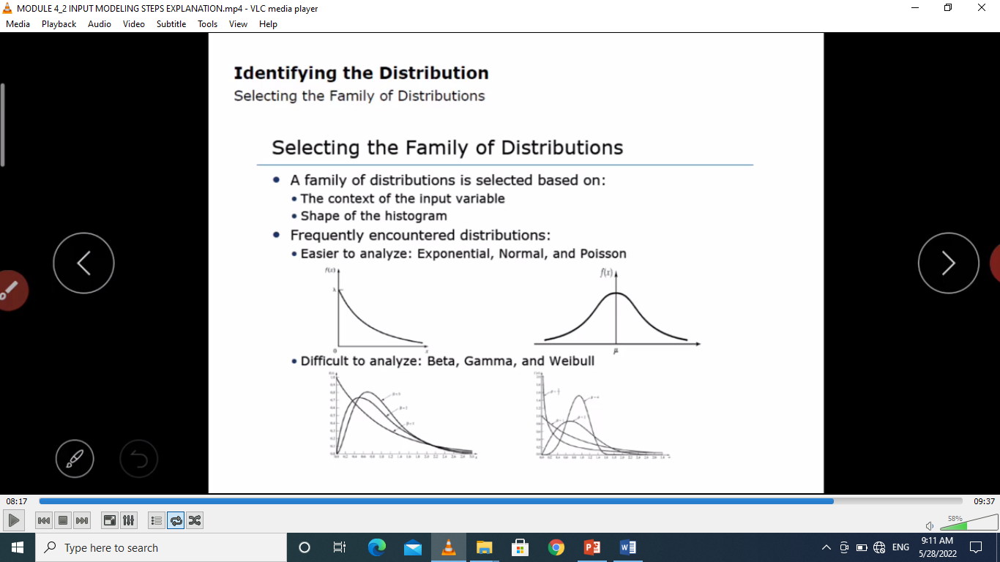 MODULE 4_2 INPUT MODELING STEPS EXPLANATION.mp4 - VLC media player
Media Playback Audio Video Subtitle Tools View Help
Identifying the Distribution
Selecting the Family of Distributions
Selecting the Family of Distributions
• A family of distributions is selected based on:
• The context of the input variable
• Shape of the histogram
• Frequently encountered distributions:
• Easier to analyze: Exponential, Normal, and Poisson
f(x)
f(x)
λ
0
x
μ
• Difficult to analyze: Beta, Gamma, and Weibull
08:17
09:37
58%
Type here to search
ENG
9:11 AM
5/28/2022